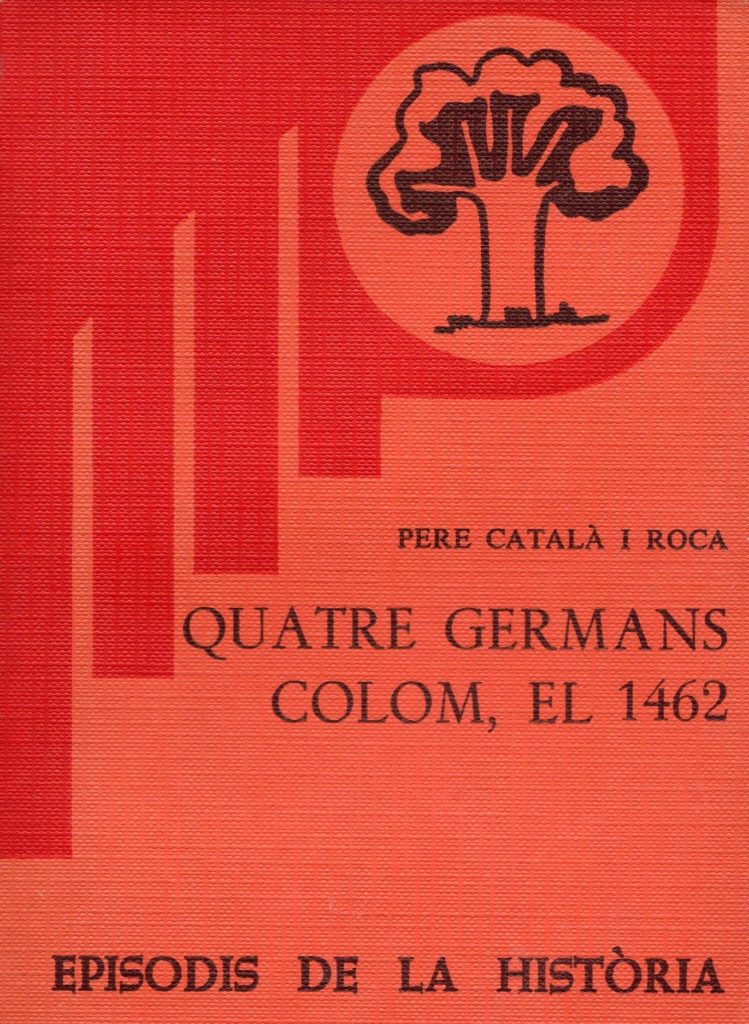 PERE CATALÀ I ROCA
QUATRE GERMANS
COLOM, EL 1462
EPISODIS DE LA HISTÒRIA